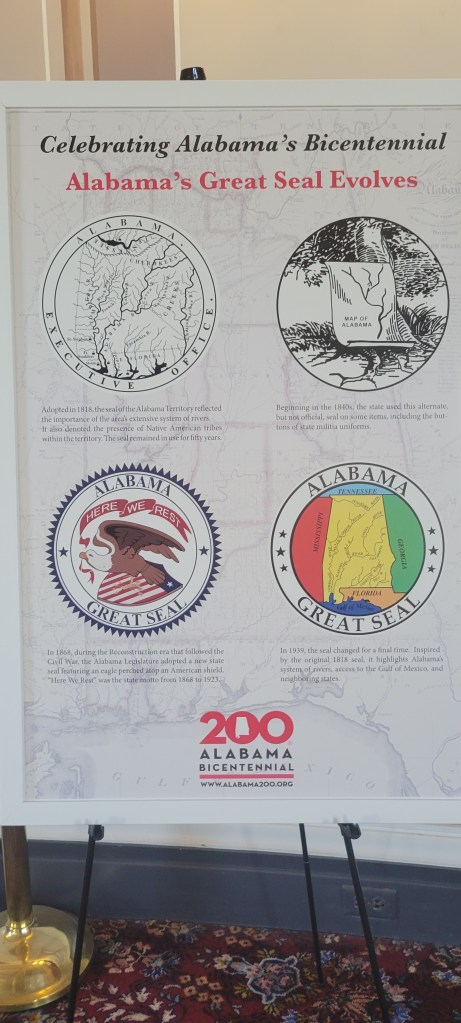 Celebrating Alabama's Bicentennial
Alabama's Great Seal Evolves
ALABAMA
EXECUTIVE OFFICE
CHEROKEES
CREEKS
FLORIDA
MAP OF
ALABAMA
Adopted in 1818, the seal of the Alabama Territory reflected
the importance of the area's extensive system of rivers.
It also denoted the presence of Native American tribes
within the territory. The seal remained in use for fifty years.
Beginning in the 1840s, the state used this alternate,
but not official, seal on some items, including the but-
tons of state militia uniforms.
ALABAMA
HERE WE REST
GREAT SEAL
ALABAMA
TENNESSEE
MISSISSIPPI
GEORGIA
FLORIDA
Gulf of Mexico
GREAT SEAL
In 1868, during the Reconstruction era that followed the
Civil War, the Alabama Legislature adopted a new state
seal featuring an eagle perched atop an American shield.
"Here We Rest" was the state motto from 1868 to 1923.
In 1939, the seal changed for a final time. Inspired
by the original 1818 seal, it highlights Alabama's
system of rivers, access to the Gulf of Mexico, and
neighboring states.
200
ALABAMA
BICENTENNIAL
WWW.ALABAMA200.ORG